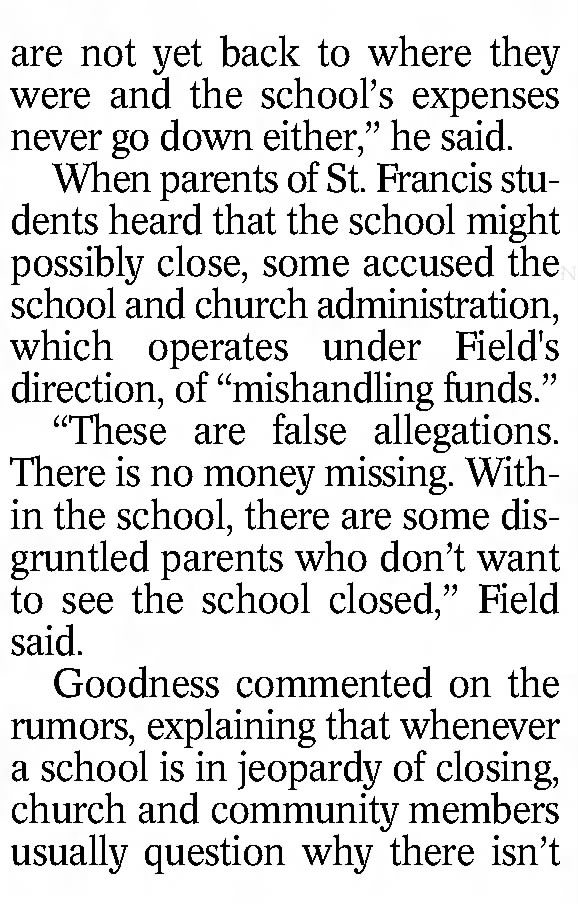 are not yet back to where they
were and the school’s expenses
never go down either,” he said.
When parents of St. Francis stu-
dents heard that the school might
possibly close, some accused the
school and church administration,
which operates under Field's
direction, of “mishandling funds.”
“These are false allegations.
There is no money missing. With-
in the school, there are some dis-
gruntled parents who don’t want
to see the school closed,” Field
said.
Goodness commented on the
rumors, explaining that whenever
a school is in jeopardy of closing,
church and community members
usually question why there isn’t